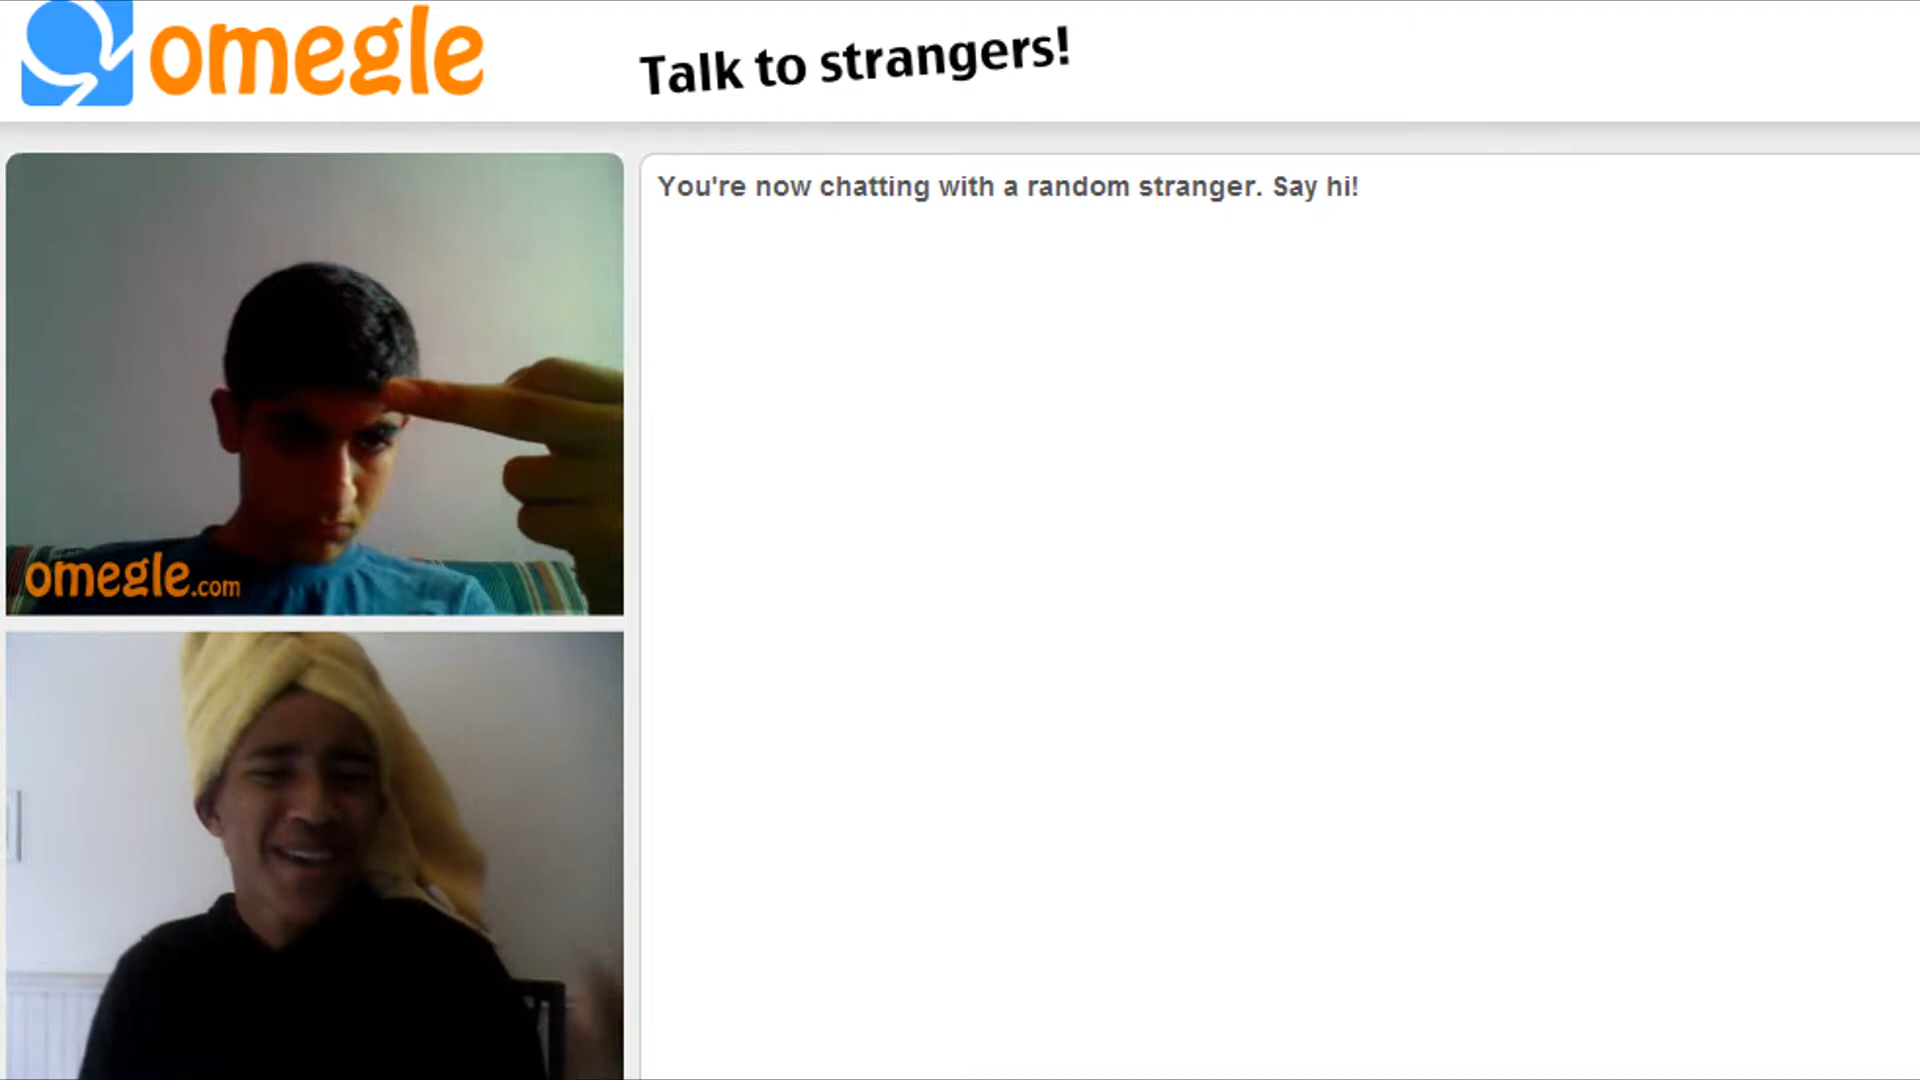 omegle
Talk to strangers!
You're now chatting with a random stranger. Say hi!
omegle.com